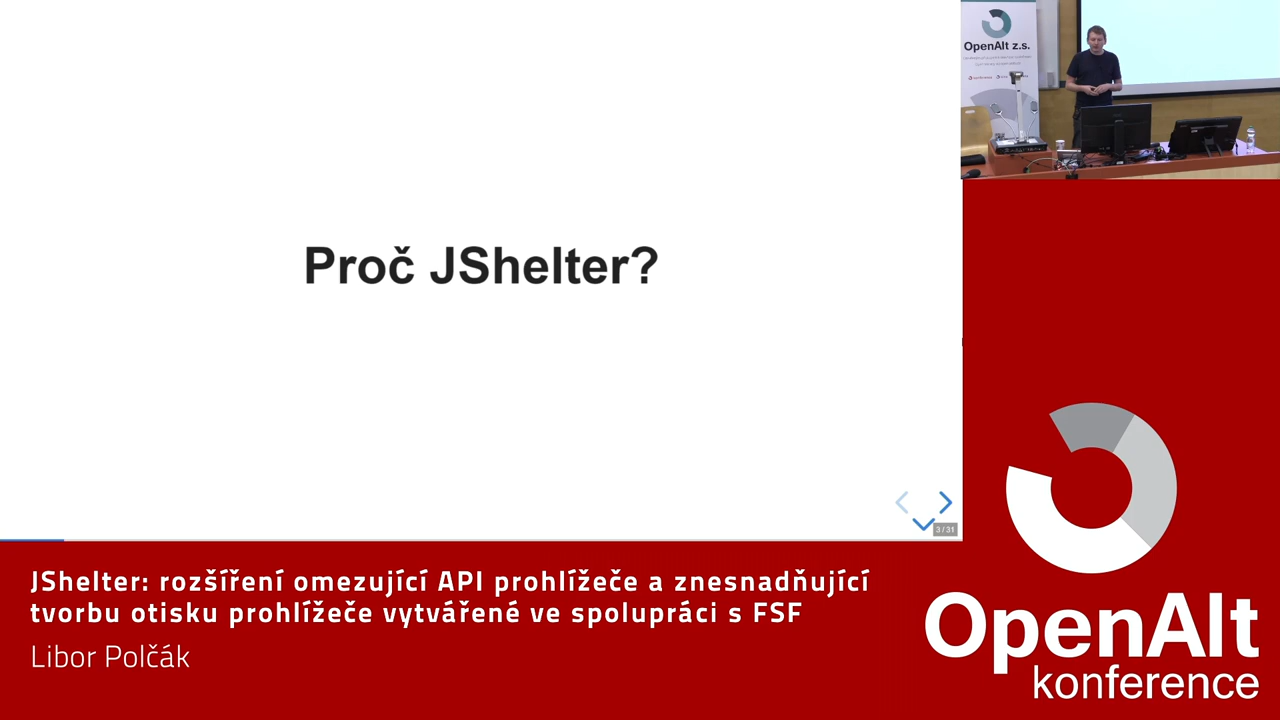 Proč JShelter?
3 / 31
OpenAlt z.s.
JShelter: rozšíření omezující API prohlížeče a znesnadňující
tvorbu otisku prohlížeče vytvářené ve spolupráci s FSF
Libor Polčák
OpenAlt
konference